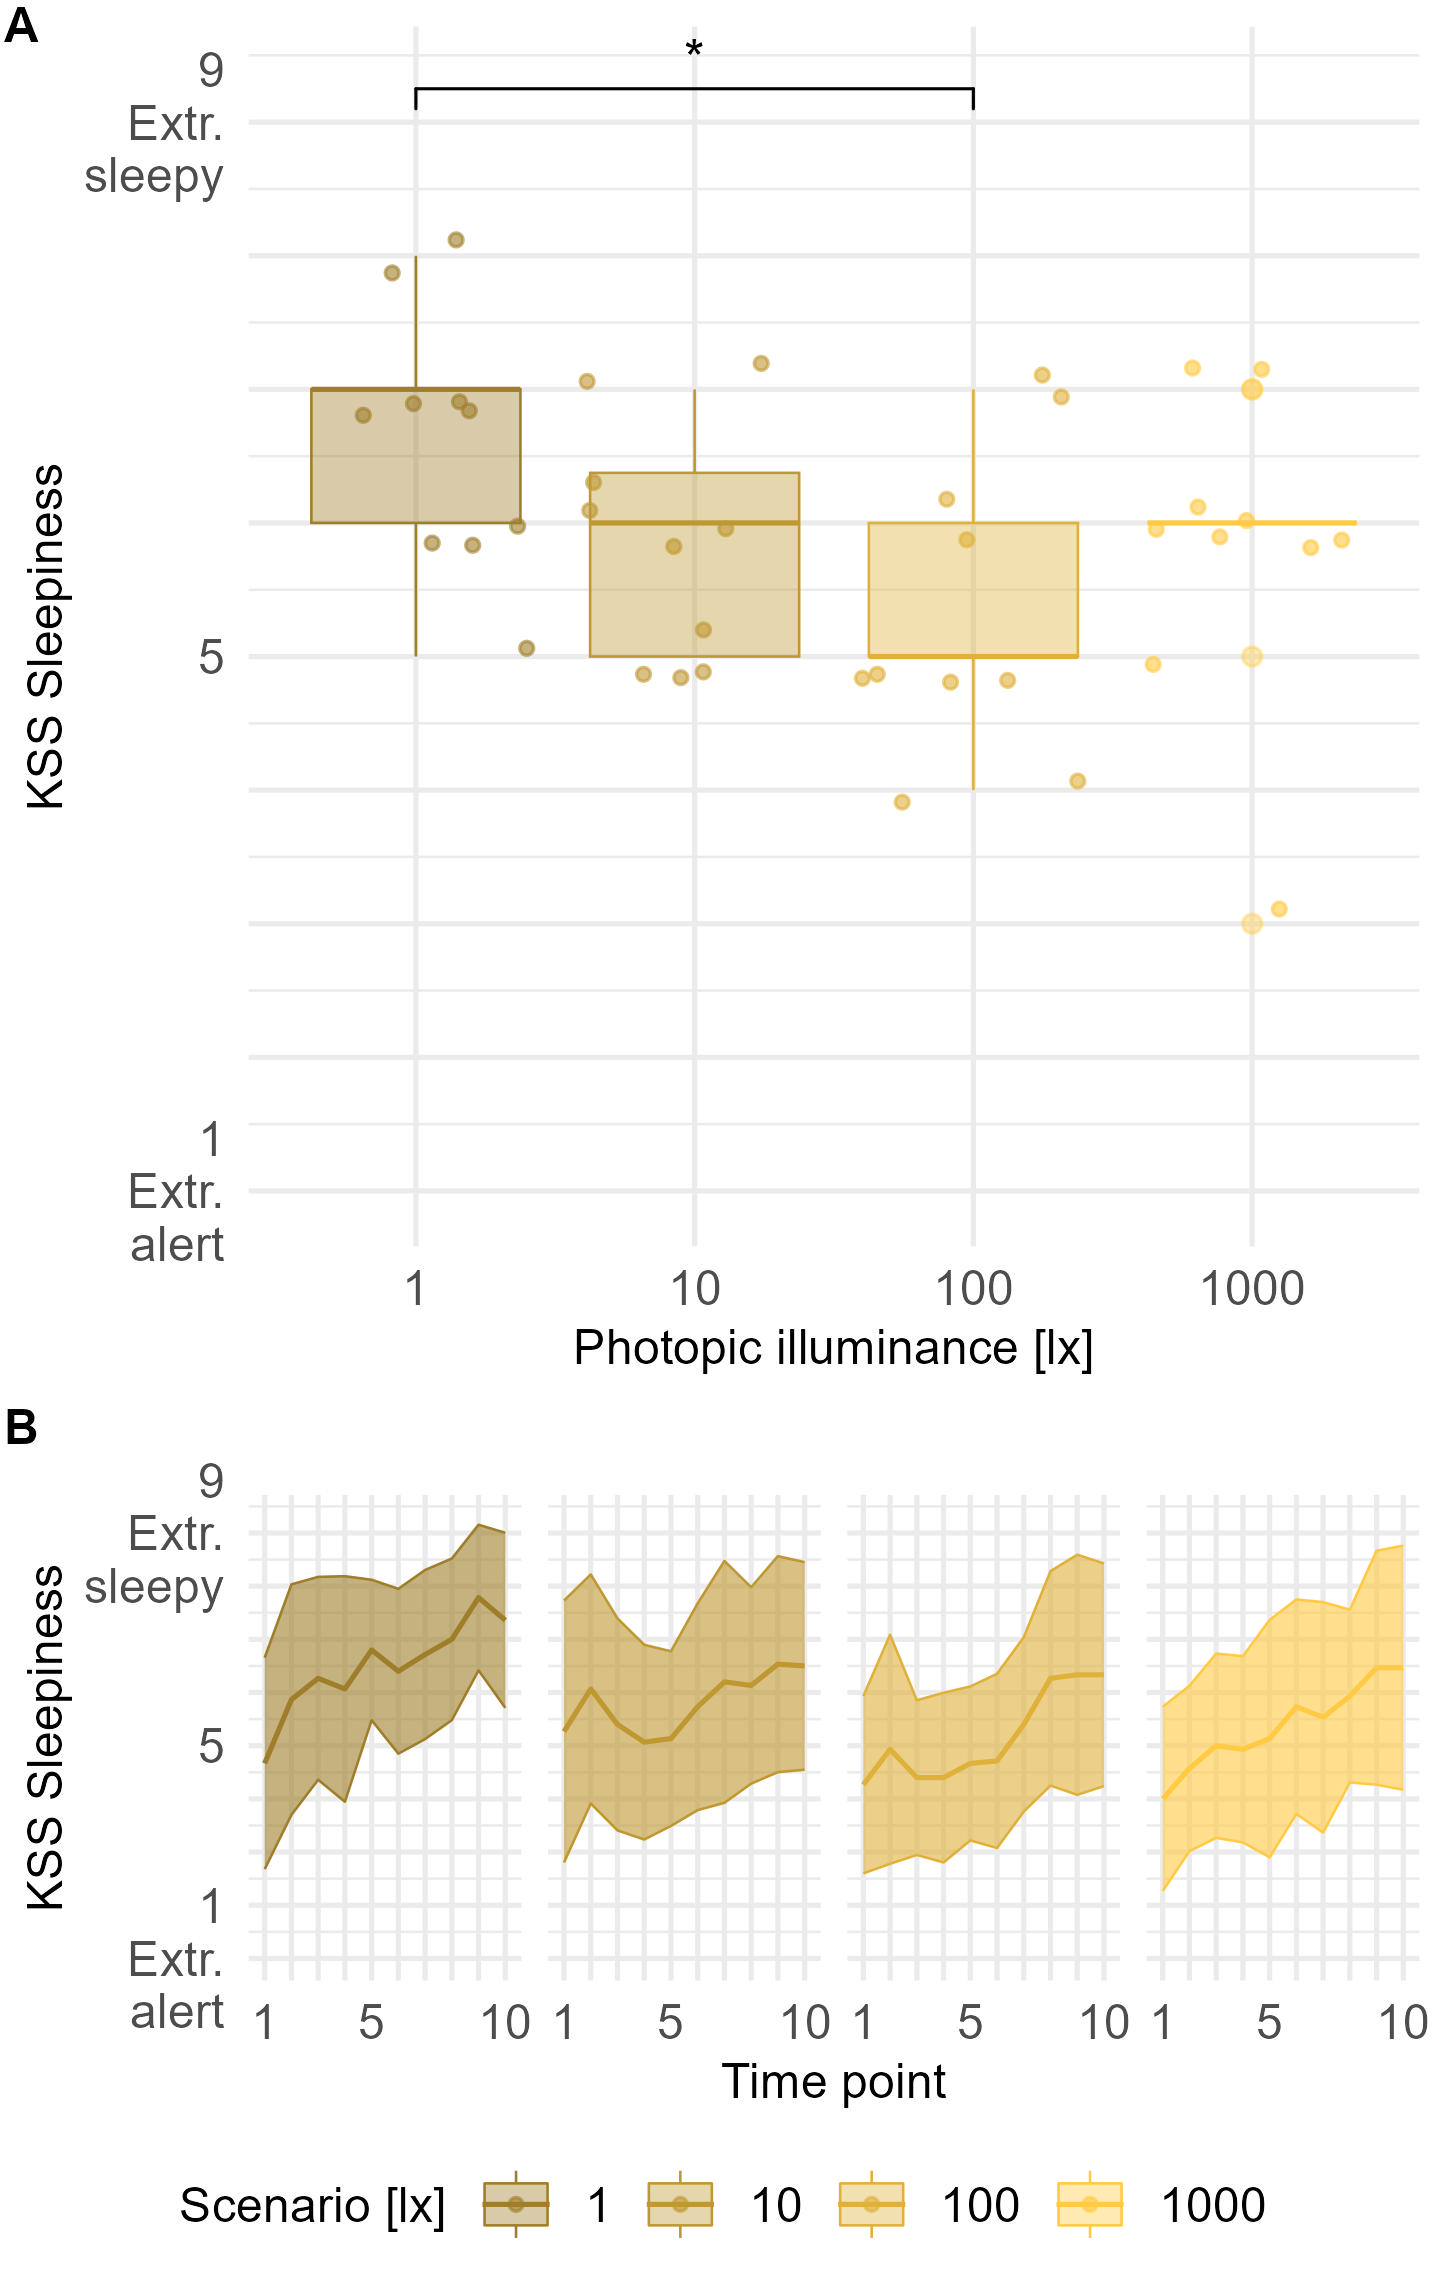 A
*
9
Extr.
sleepy
5
1
Extr.
alert
KSS Sleepiness
1 10 100 1000
Photopic illuminance [lx]
B
9
Extr.
sleepy
5
1
Extr.
alert
KSS Sleepiness
1 5 10 1 5 10 1 5 10 1 5 10
Time point
Scenario [lx] 1 10 100 1000